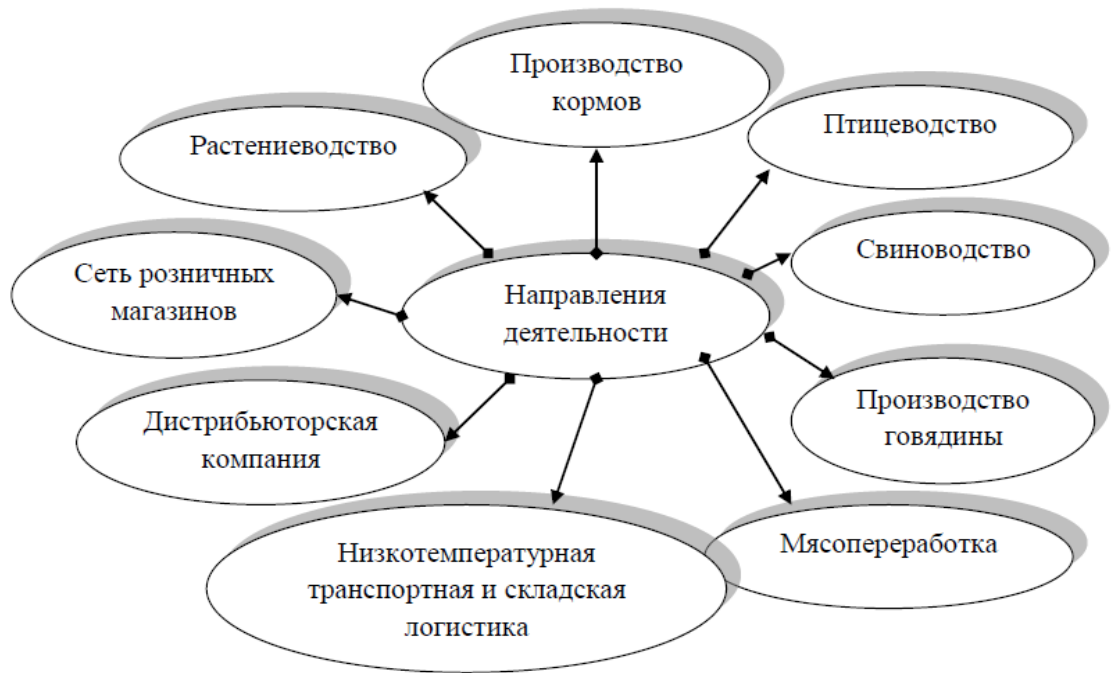 Производство
кормов
Растениеводство
Птицеводство
Сеть розничных
магазинов
Направления
деятельности
Свиноводство
Дистрибьюторская
компания
Производство
говядины
Низкотемпературная
транспортная и складская
логистика
Мясопереработка